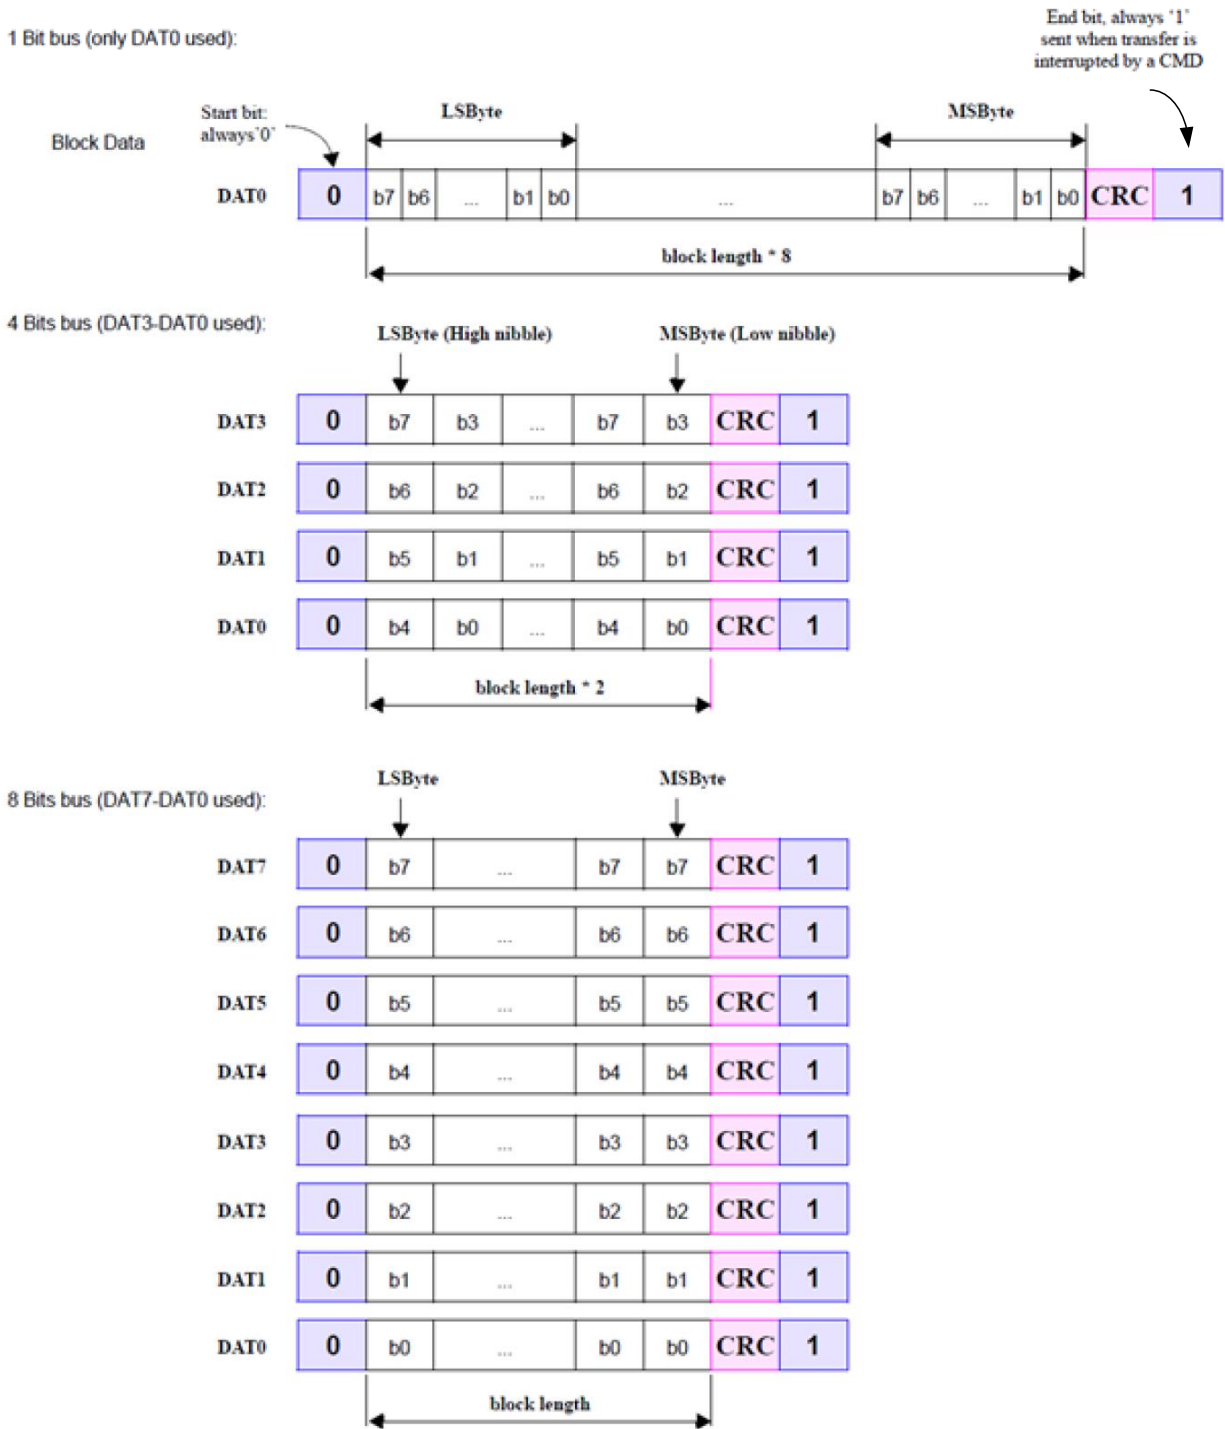 End bit, always '1'
1 Bit bus (only DAT0 used):
sent when transfer is
interrupted by a CMD
Start bit:
always`0`
LSByte
MSByte
Block Data
DAT0 0 b7 b6 ... b1 b0 ... b7 b6 ... b1 b0 CRC 1
block length * 8
4 Bits bus (DAT3-DAT0 used):
LSByte (High nibble) MSByte (Low nibble)
DAT3 0 b7 b3 ... b7 b3 CRC 1
DAT2 0 b6 b2 ... b6 b2 CRC 1
DAT1 0 b5 b1 ... b5 b1 CRC 1
DAT0 0 b4 b0 ... b4 b0 CRC 1
block length * 2
LSByte MSByte
8 Bits bus (DAT7-DAT0 used):
DAT7 0 b7 ... b7 b7 CRC 1
DAT6 0 b6 ... b6 b6 CRC 1
DAT5 0 b5 ... b5 b5 CRC 1
DAT4 0 b4 ... b4 b4 CRC 1
DAT3 0 b3 ... b3 b3 CRC 1
DAT2 0 b2 ... b2 b2 CRC 1
DAT1 0 b1 ... b1 b1 CRC 1
DAT0 0 b0 ... b0 b0 CRC 1
block length